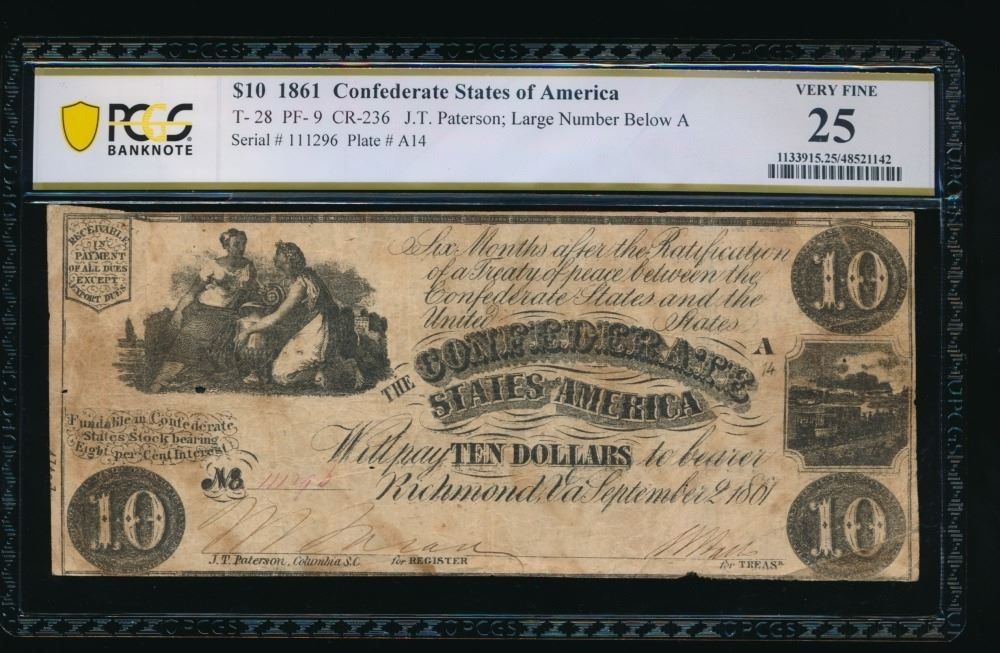 $10 1861 Confederate States of America
T- 28 PF- 9 CR-236 J.T. Paterson; Large Number Below A
Serial # 111296 Plate # A14
PCGS
BANKNOTE
VERY FINE
25
1133915.25/48521142
RECEIVABLE
IN
PAYMENT
OF ALL DUES
EXCEPT
EXPORT DUES
Six Months after the Ratification
of a Treaty of peace between the
Confederate States and the
United States
10
THE CONFEDERATE
STATES OF AMERICA
A
14
Fundable in Confederate
States Stock bearing
Eight per Cent Interest
Will pay TEN DOLLARS to bearer
No 111296
Richmond, Va September 2 1861
10
10
J.T. Paterson, Columbia S.C.
for REGISTER
for TREASR